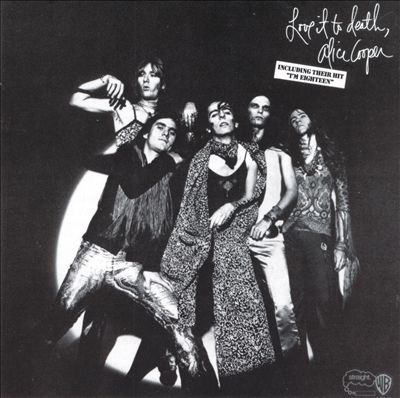 Love it to death,
Alice Cooper
INCLUDING THEIR HIT
"I'M EIGHTEEN"
straight
WB